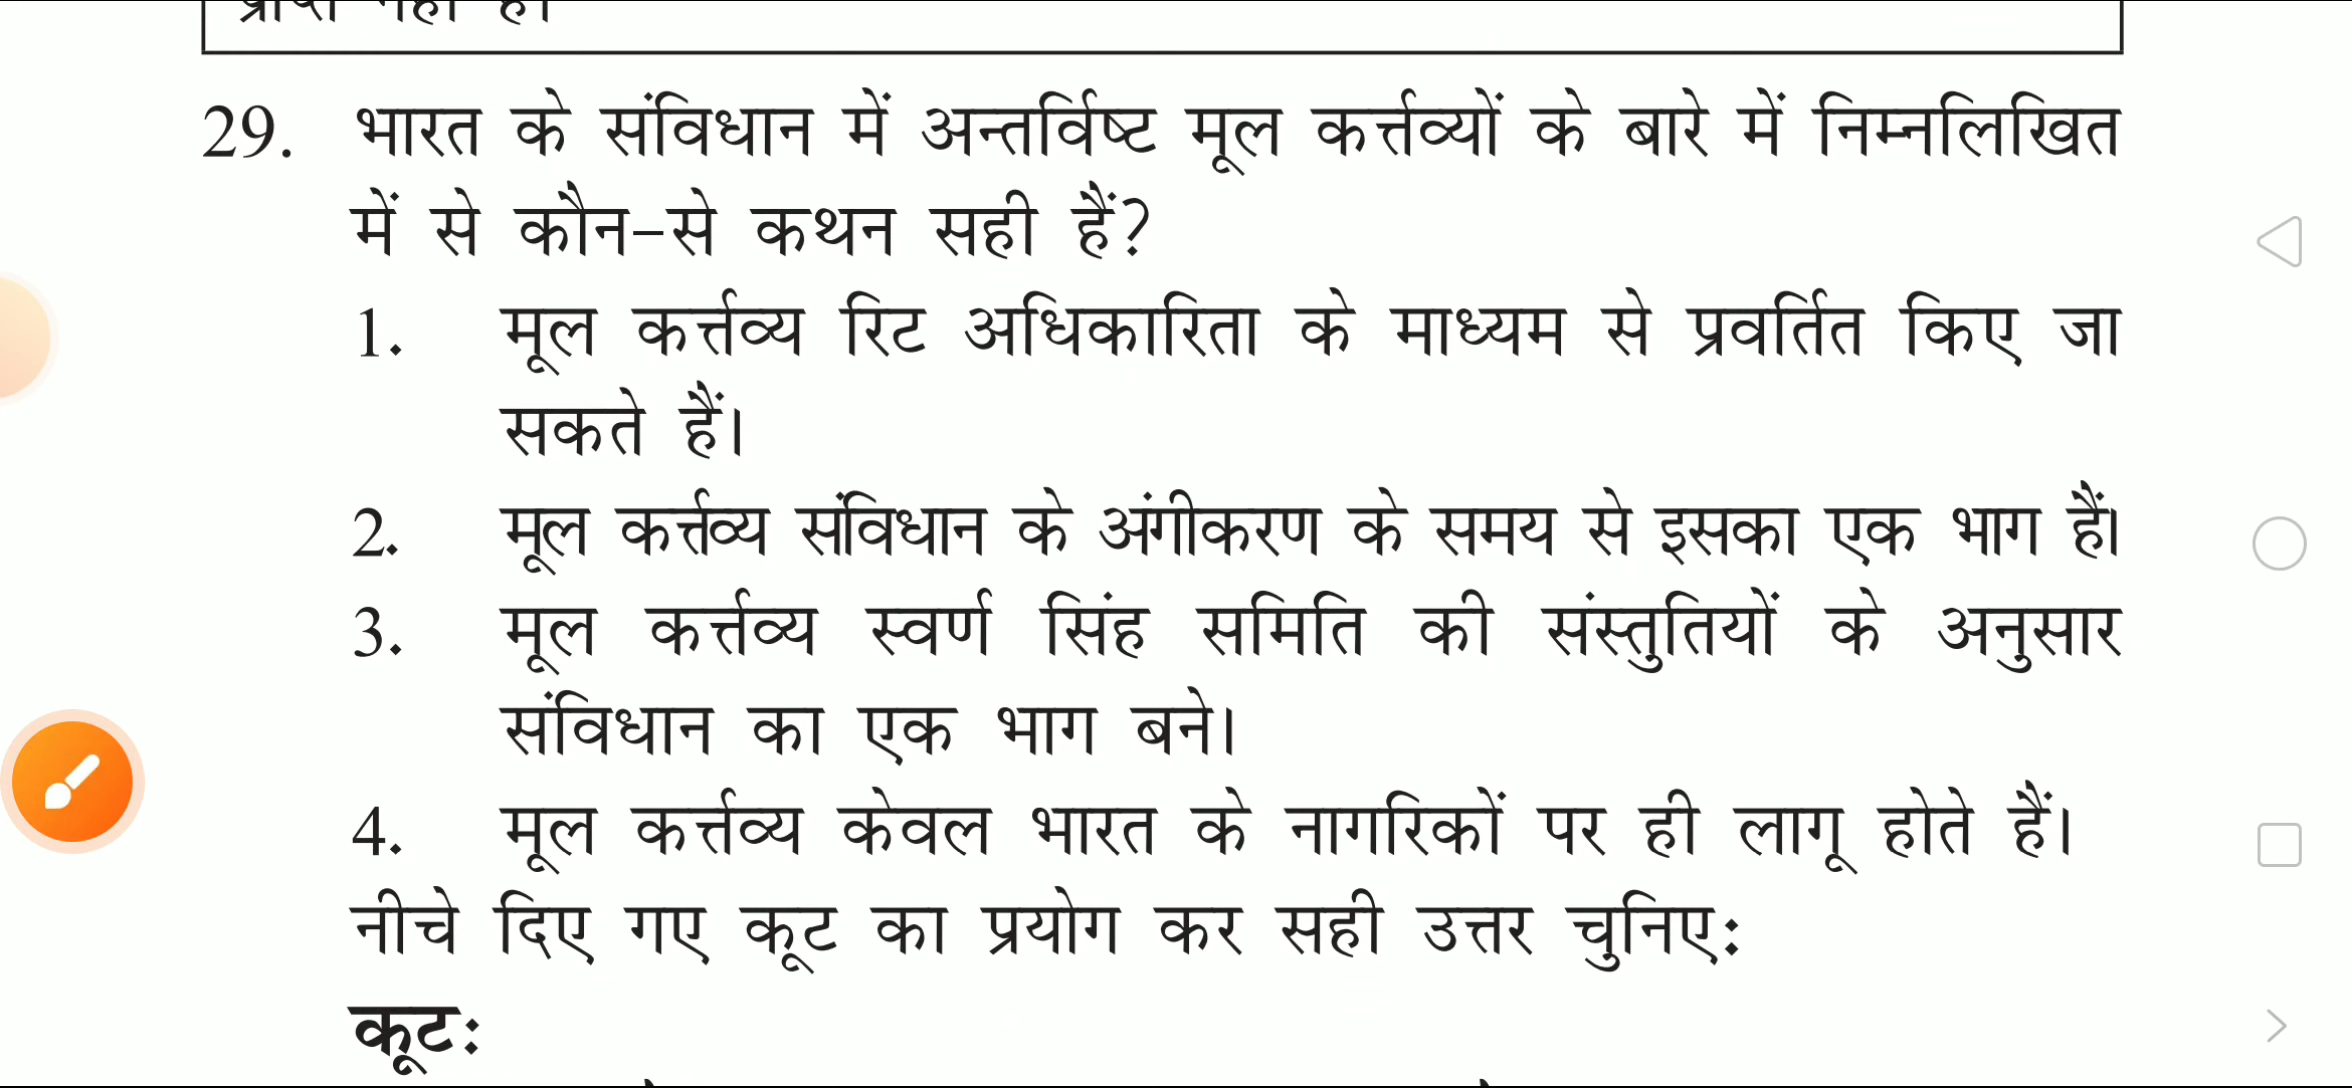 29. भारत के संविधान में अन्तर्विष्ट मूल कर्त्तव्यों के बारे में निम्नलिखित
में से कौन-से कथन सही हैं?
1. मूल कर्त्तव्य रिट अधिकारिता के माध्यम से प्रवर्तित किए जा
सकते हैं।
2. मूल कर्त्तव्य संविधान के अंगीकरण के समय से इसका एक भाग हैं।
3. मूल कर्त्तव्य स्वर्ण सिंह समिति की संस्तुतियों के अनुसार
संविधान का एक भाग बने।
4. मूल कर्त्तव्य केवल भारत के नागरिकों पर ही लागू होते हैं।
नीचे दिए गए कूट का प्रयोग कर सही उत्तर चुनिए:
कूट: